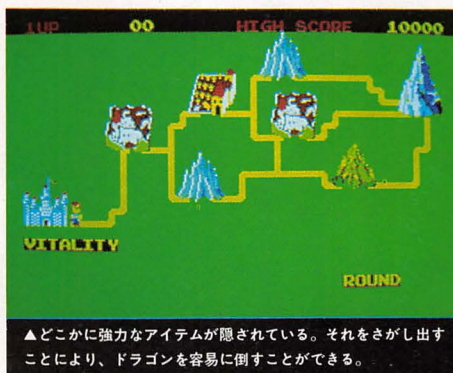 1UP 00 HIGH SCORE 10000
VITALITY
ROUND
▲どこかに強力なアイテムが隠されている。それをさがし出す
ことにより、ドラゴンを容易に倒すことができる。